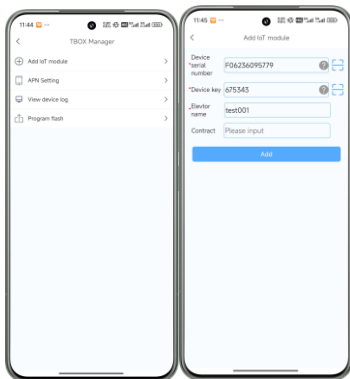 11:44
TBOX Manager
Add IoT module
APN Setting
View device log
Program flash
11:45
Add IoT module
Device
*serial
number
F06236095779
*Device key
675343
*Elevtor
name
test001
Contract
Please input
Add